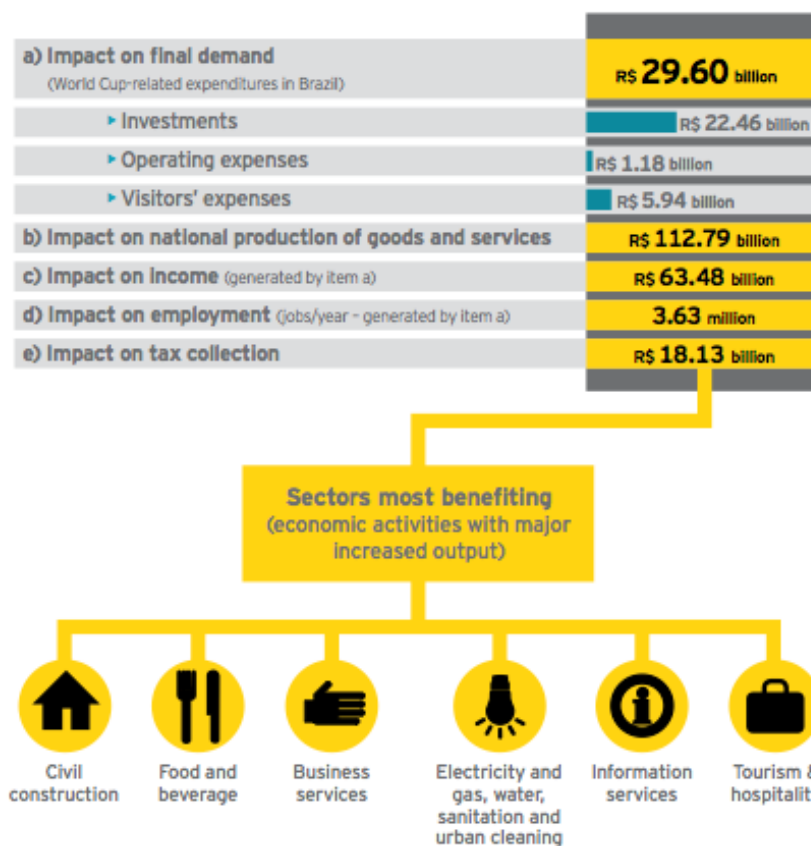 a) Impact on final demand
(World Cup-related expenditures in Brazil)
R$ 29.60 billion
▸ Investments
R$ 22.46 billion
▸ Operating expenses
R$ 1.18 billion
▸ Visitors' expenses
R$ 5.94 billion
b) Impact on national production of goods and services
R$ 112.79 billion
c) Impact on income (generated by item a)
R$ 63.48 billion
d) Impact on employment (jobs/year – generated by item a)
3.63 million
e) Impact on tax collection
R$ 18.13 billion
Sectors most benefiting
(economic activities with major
increased output)
Civil
construction
Food and
beverage
Business
services
Electricity and
gas, water,
sanitation and
urban cleaning
Information
services
Tourism &
hospitalit